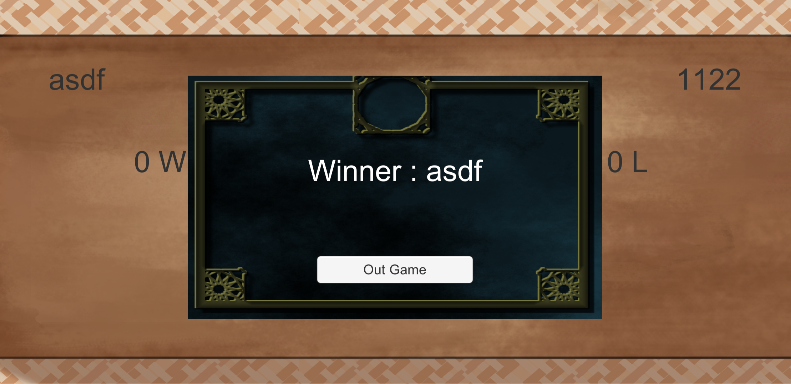 asdf
1122
0 W
0 L
Winner : asdf
Out Game